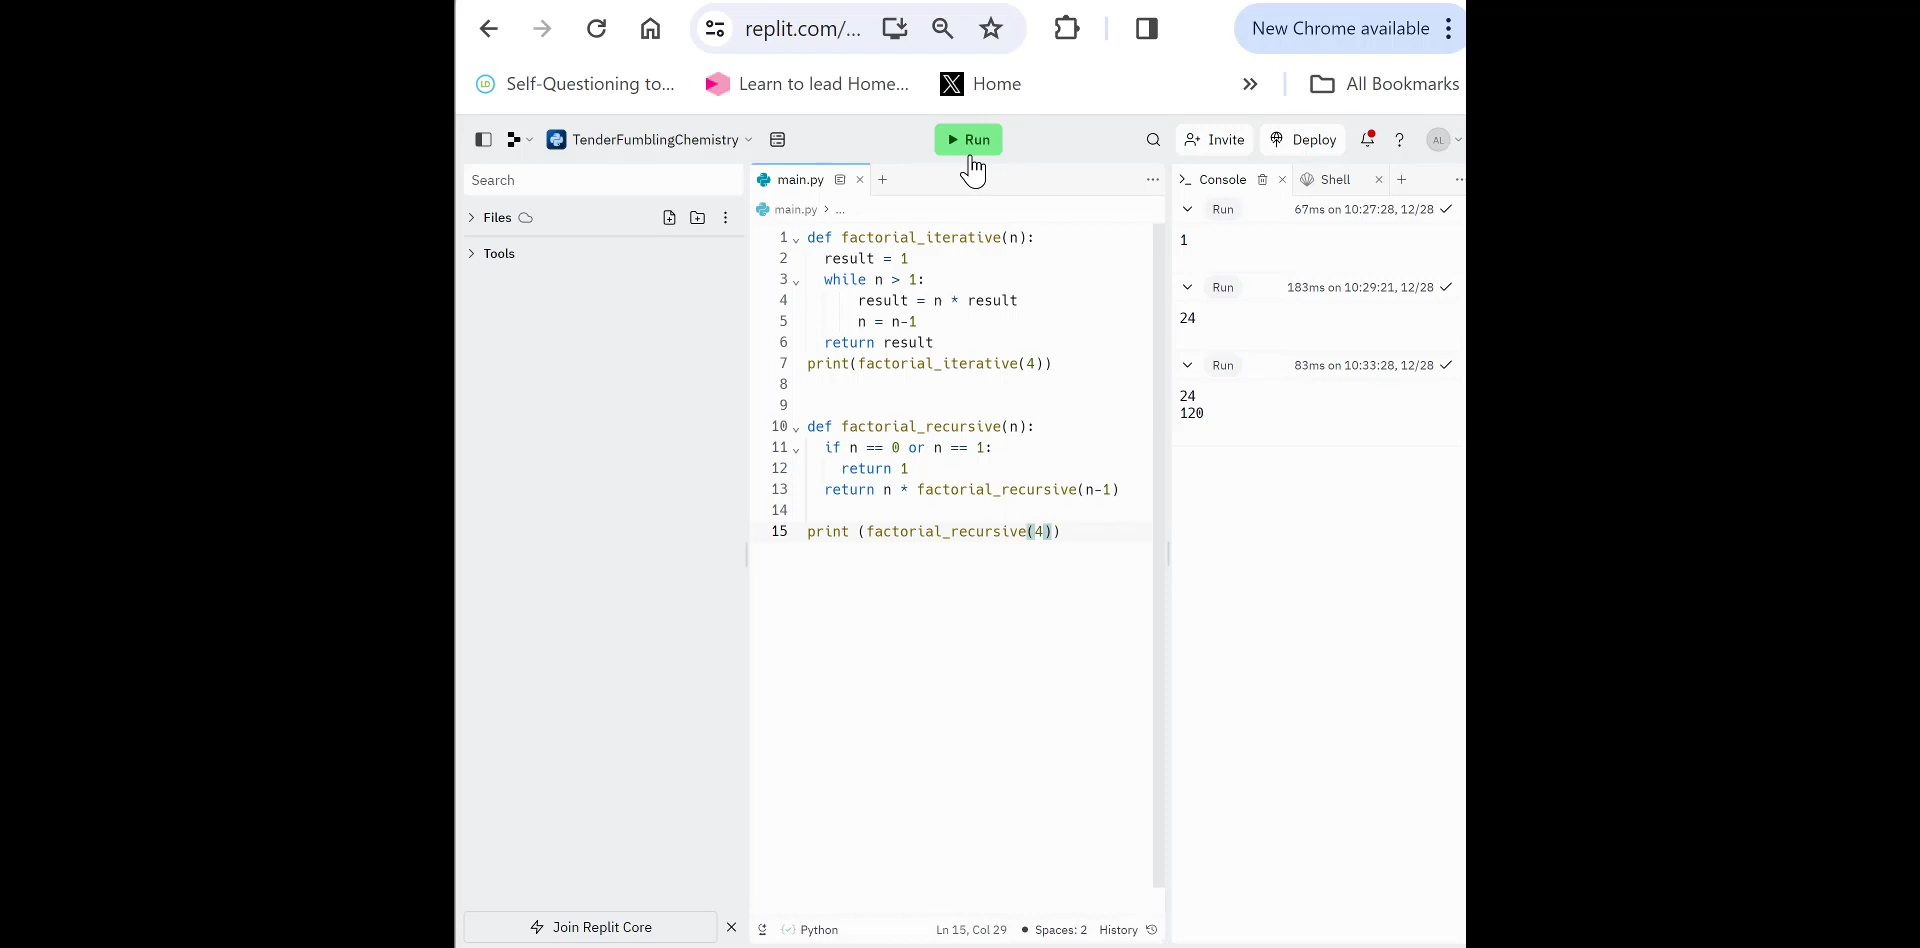 replit.com/...
New Chrome available
Self-Questioning to...
Learn to lead Home...
Home
All Bookmarks
TenderFumblingChemistry
Run
Invite
Deploy
?
AL
Search
Files
Tools
main.py
main.py > ...
1 def factorial_iterative(n):
2 result = 1
3 while n > 1:
4 result = n * result
5 n = n-1
6 return result
7 print(factorial_iterative(4))
8
9
10 def factorial_recursive(n):
11 if n == 0 or n == 1:
12 return 1
13 return n * factorial_recursive(n-1)
14
15 print (factorial_recursive(4))
Console
Shell
Run 67ms on 10:27:28, 12/28
1
Run 183ms on 10:29:21, 12/28
24
Run 83ms on 10:33:28, 12/28
24
120
Join Replit Core
Python
Ln 15, Col 29
Spaces: 2
History